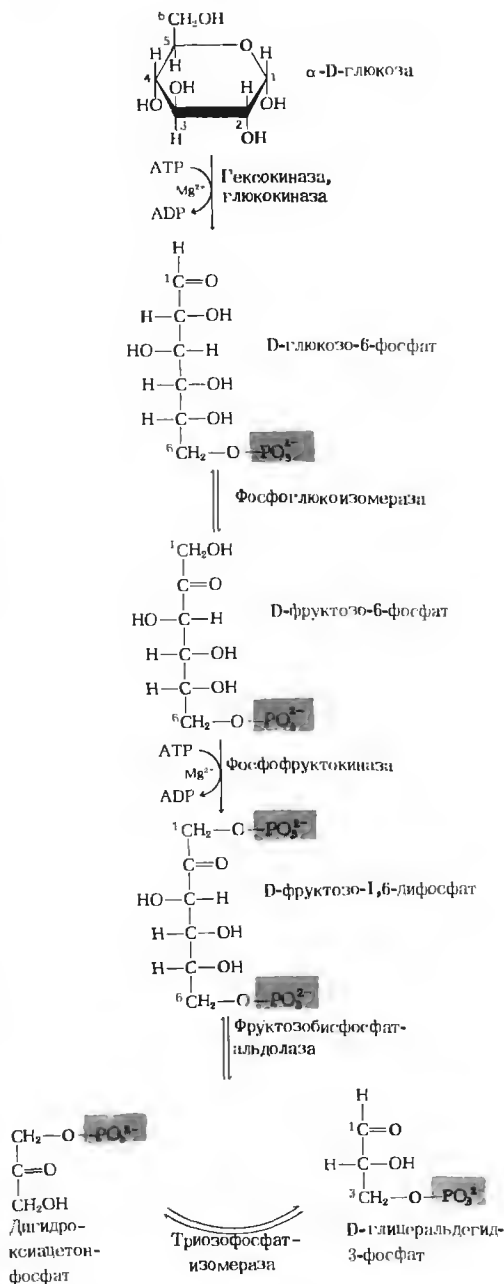 ⁶CH₂OH
5
H
O
H
4
H
1
α-D-глюкоза
OH
H
HO
3
2
OH
H
OH
ATP
Mg²⁺
ADP
Гексокиназа,
глюкокиназа
H
¹C=O
H—C—OH
HO—C—H
D-глюкозо-6-фосфат
H—C—OH
H—C—OH
⁶CH₂—O—PO₃²⁻
Фосфоглюкоизомераза
¹CH₂OH
C=O
D-фруктозо-6-фосфат
HO—C—H
H—C—OH
H—C—OH
⁶CH₂—O—PO₃²⁻
ATP
Mg²⁺
ADP
Фосфофруктокиназа
¹CH₂—O—PO₃²⁻
C=O
D-фруктозо-1,6-дифосфат
HO—C—H
H—C—OH
H—C—OH
⁶CH₂—O—PO₃²⁻
Фруктозобисфосфат-
альдолаза
CH₂—O—PO₃²⁻
C=O
CH₂OH
Дигидро-
ксиацетон-
фосфат
Триозофосфат-
изомераза
H
¹C=O
H—C—OH
³CH₂—O—PO₃²⁻
D-глицеральдегид-
3-фосфат